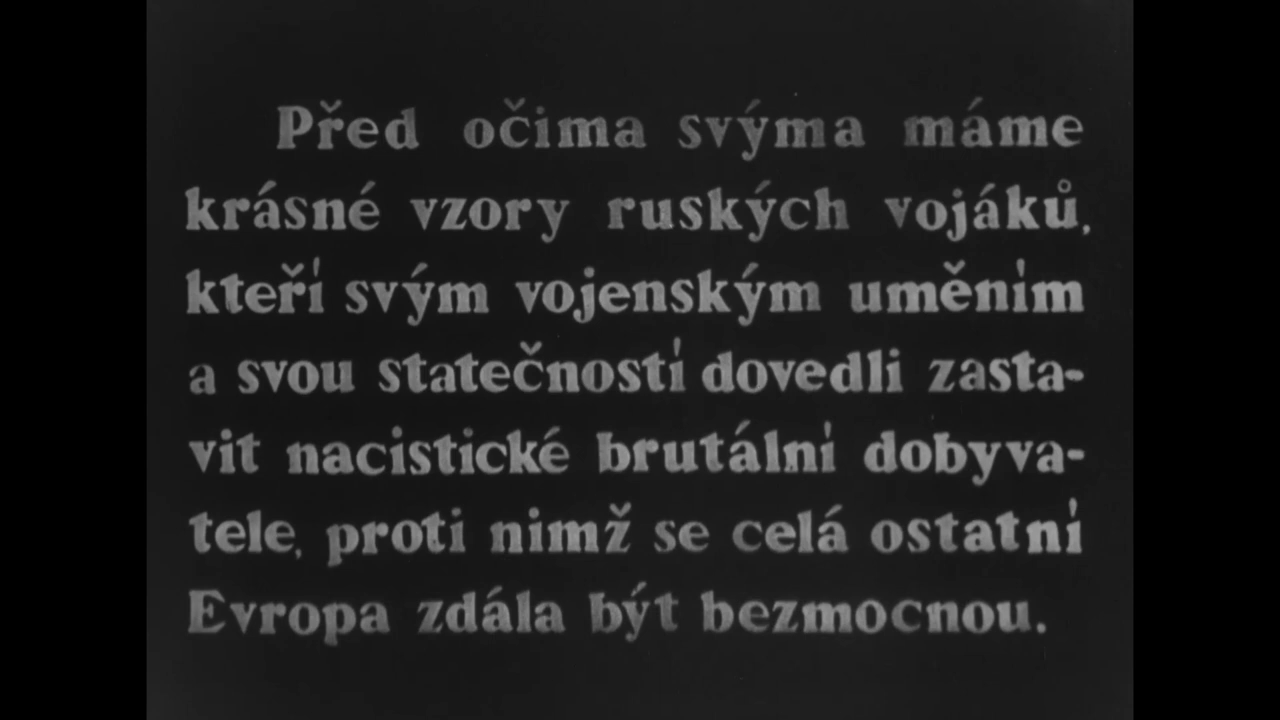 Před očima svýma máme
krásné vzory ruských vojáků,
kteří svým vojenským uměním
a svou statečností dovedli zasta-
vit nacistické brutální dobyva-
tele, proti nimž se celá ostatní
Evropa zdála být bezmocnou.